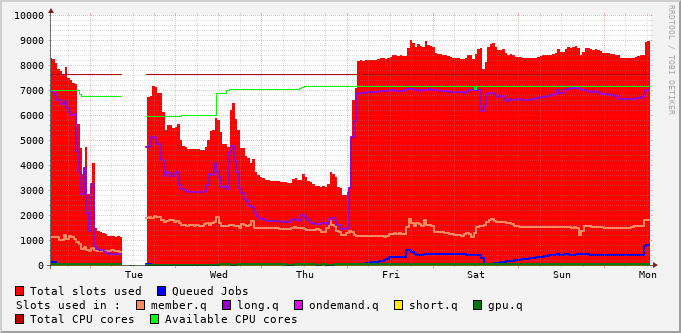 10000
9000
8000
7000
6000
5000
4000
3000
2000
1000
0
Tue Wed Thu Fri Sat Sun Mon
RRDTOOL / TOBI OETIKER
Total slots used Queued Jobs
Slots used in : member.q long.q ondemand.q short.q gpu.q
Total CPU cores Available CPU cores